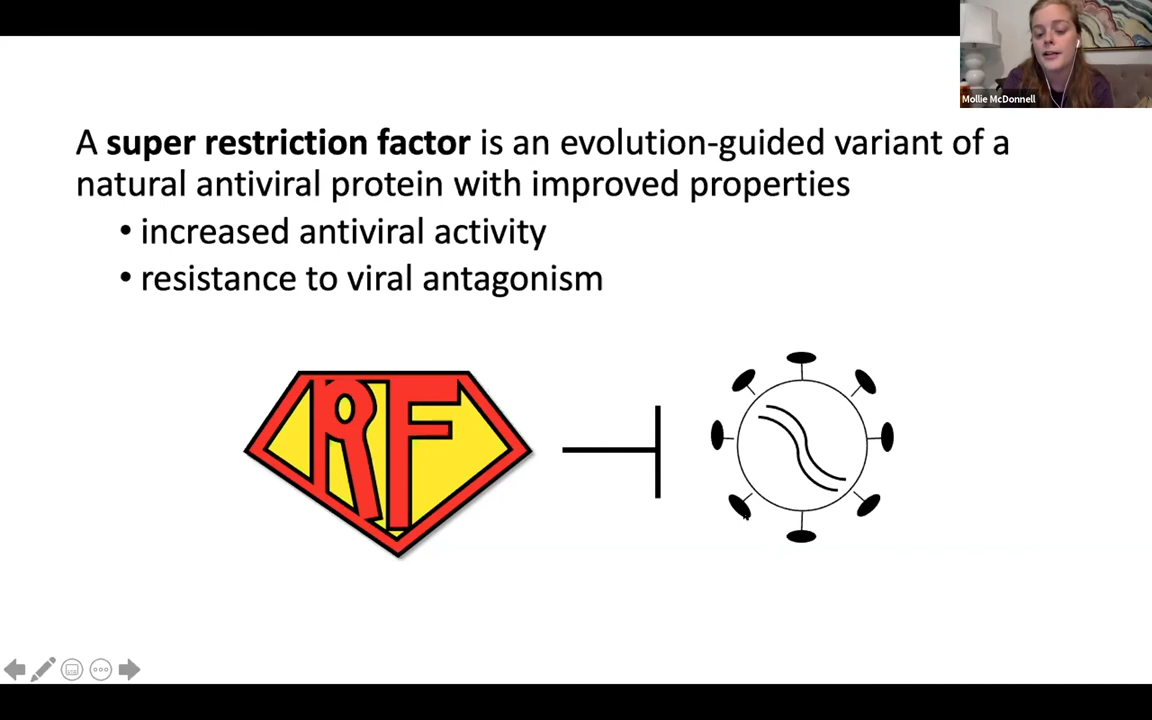 Mollie McDonnell
A super restriction factor is an evolution-guided variant of a
natural antiviral protein with improved properties
• increased antiviral activity
• resistance to viral antagonism
RF